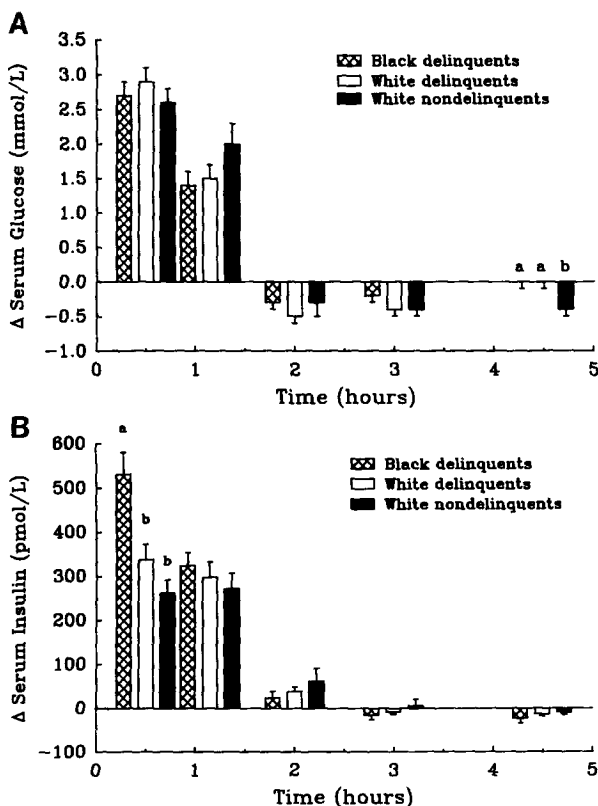 A
3.5
3.0
2.5
2.0
1.5
1.0
0.5
0.0
−0.5
−1.0
Δ Serum Glucose (mmol/L)
Black delinquents
White delinquents
White nondelinquents
a a b
0 1 2 3 4 5
Time (hours)
B
600
500
400
300
200
100
0
−100
Δ Serum Insulin (pmol/L)
a
b
b
Black delinquents
White delinquents
White nondelinquents
0 1 2 3 4 5
Time (hours)